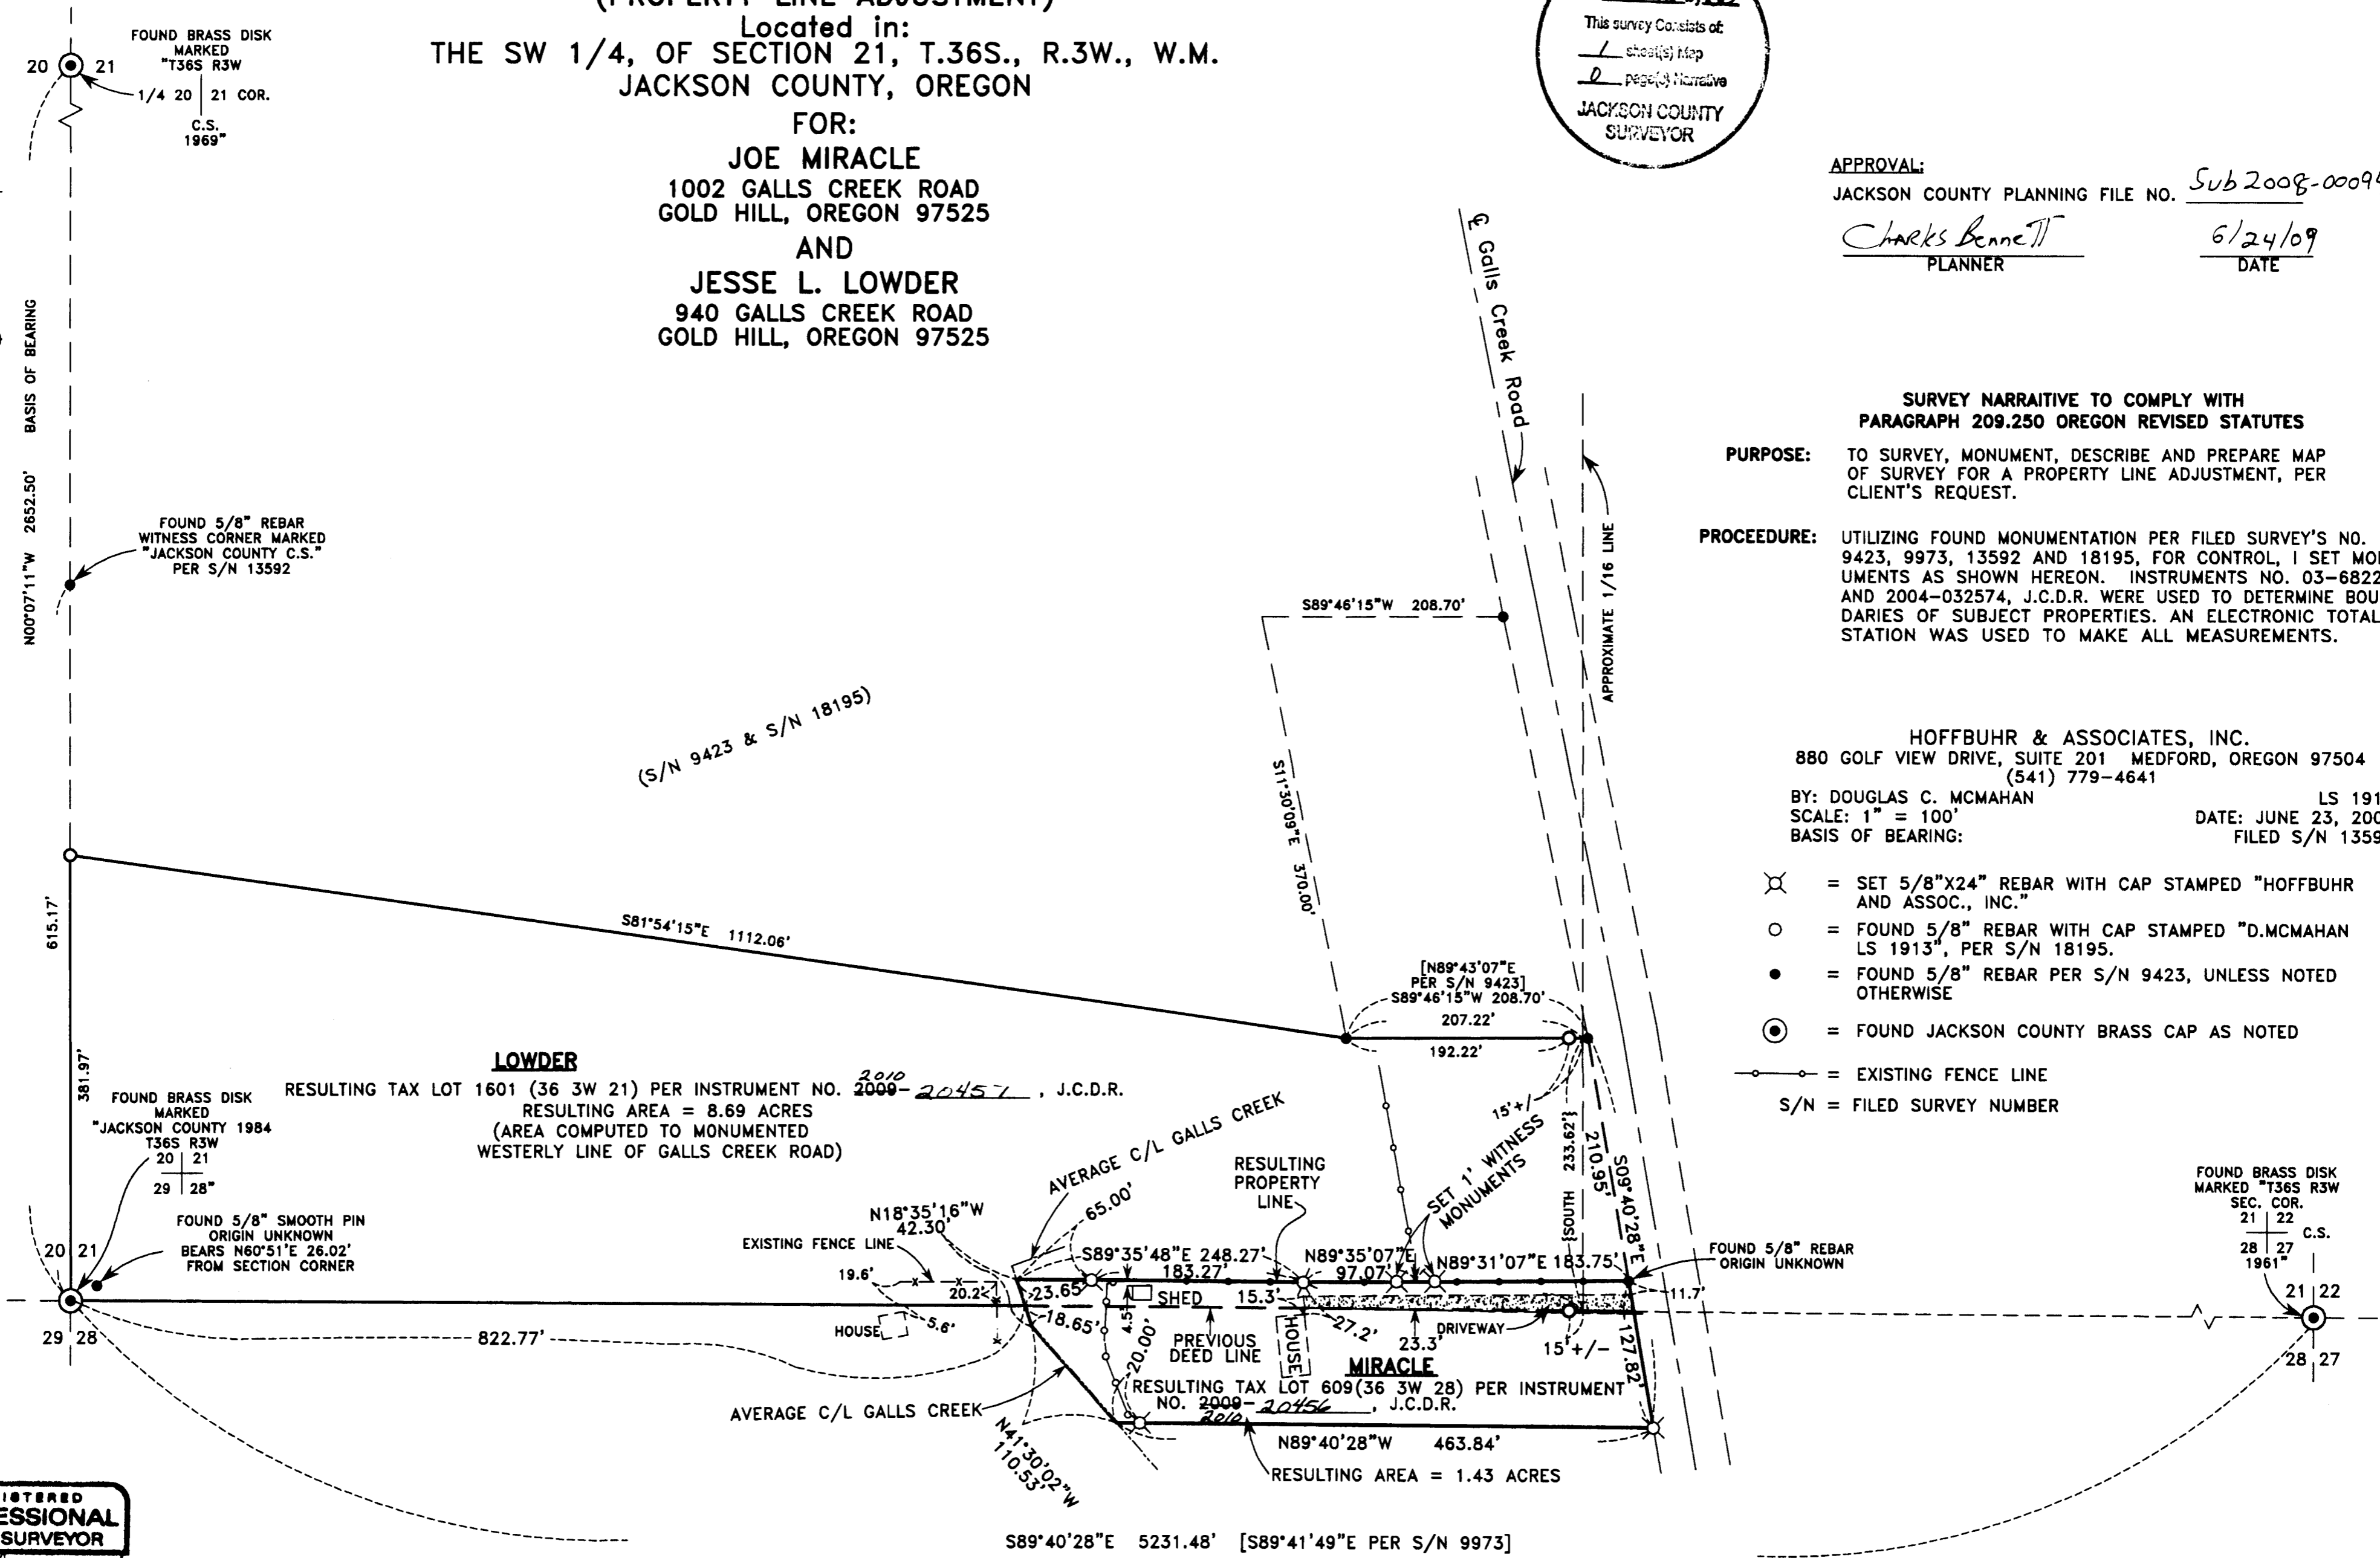 (PROPERTY LINE ADJUSTMENT)
Located in:
THE SW 1/4, OF SECTION 21, T.36S., R.3W., W.M.
JACKSON COUNTY, OREGON
FOR:
JOE MIRACLE
1002 GALLS CREEK ROAD
GOLD HILL, OREGON 97525
AND
JESSE L. LOWDER
940 GALLS CREEK ROAD
GOLD HILL, OREGON 97525
This survey Consists of:
1 sheet(s) Map
0 page(s) Narrative
JACKSON COUNTY
SURVEYOR
APPROVAL:
JACKSON COUNTY PLANNING FILE NO. Sub2008-0009
Charles Bennett 6/24/09
PLANNER DATE
SURVEY NARRAITIVE TO COMPLY WITH
PARAGRAPH 209.250 OREGON REVISED STATUTES
PURPOSE: TO SURVEY, MONUMENT, DESCRIBE AND PREPARE MAP
OF SURVEY FOR A PROPERTY LINE ADJUSTMENT, PER
CLIENT'S REQUEST.
PROCEEDURE: UTILIZING FOUND MONUMENTATION PER FILED SURVEY'S NO.
9423, 9973, 13592 AND 18195, FOR CONTROL, I SET MO
UMENTS AS SHOWN HEREON. INSTRUMENTS NO. 03-6822
AND 2004-032574, J.C.D.R. WERE USED TO DETERMINE BOU
DARIES OF SUBJECT PROPERTIES. AN ELECTRONIC TOTAL
STATION WAS USED TO MAKE ALL MEASUREMENTS.
HOFFBUHR & ASSOCIATES, INC.
880 GOLF VIEW DRIVE, SUITE 201 MEDFORD, OREGON 97504
(541) 779-4641
BY: DOUGLAS C. MCMAHAN LS 191
SCALE: 1" = 100' DATE: JUNE 23, 200
BASIS OF BEARING: FILED S/N 1359
= SET 5/8"X24" REBAR WITH CAP STAMPED "HOFFBUHR
AND ASSOC., INC."
= FOUND 5/8" REBAR WITH CAP STAMPED "D.MCMAHAN
LS 1913", PER S/N 18195.
= FOUND 5/8" REBAR PER S/N 9423, UNLESS NOTED
OTHERWISE
= FOUND JACKSON COUNTY BRASS CAP AS NOTED
= EXISTING FENCE LINE
S/N = FILED SURVEY NUMBER
FOUND BRASS DISK
MARKED
"T36S R3W
1/4 20 | 21 COR.
C.S.
1969"
20 21
BASIS OF BEARING
N00°07'11"W 2652.50'
FOUND 5/8" REBAR
WITNESS CORNER MARKED
"JACKSON COUNTY C.S."
PER S/N 13592
(S/N 9423 & S/N 18195)
615.17'
381.97'
S81°54'15"E 1112.06'
℄ Galls Creek Road
APPROXIMATE 1/16 LINE
S89°46'15"W 208.70'
S11°30'09"E 370.00'
[N89°43'07"E
PER S/N 9423]
S89°46'15"W 208.70'
207.22'
192.22'
15'+/-
{SOUTH 233.62'}
210.95'
S09°40'28"E
LOWDER
RESULTING TAX LOT 1601 (36 3W 21) PER INSTRUMENT NO. 2009- 20457, J.C.D.R.
2010
RESULTING AREA = 8.69 ACRES
(AREA COMPUTED TO MONUMENTED
WESTERLY LINE OF GALLS CREEK ROAD)
FOUND BRASS DISK
MARKED
"JACKSON COUNTY 1984
T36S R3W
20 | 21
29 | 28"
FOUND 5/8" SMOOTH PIN
ORIGIN UNKNOWN
BEARS N60°51'E 26.02'
FROM SECTION CORNER
20 21
29 28
822.77'
AVERAGE C/L GALLS CREEK
N18°35'16"W
42.30'
65.00'
EXISTING FENCE LINE
19.6'
20.2'
HOUSE
5.6'
23.65'
18.65'
S89°35'48"E 248.27'
183.27'
4.5'
SHED
RESULTING
PROPERTY
LINE
SET 1' WITNESS
MONUMENTS
N89°35'07"E
97.07'
N89°31'07"E 183.75'
15.3'
PREVIOUS
DEED LINE
HOUSE
27.2'
23.3'
DRIVEWAY
15'+/-
11.7'
127.82'
FOUND 5/8" REBAR
ORIGIN UNKNOWN
20.00'
MIRACLE
RESULTING TAX LOT 609(36 3W 28) PER INSTRUMENT
NO. 2009- 20456, J.C.D.R.
2010
N89°40'28"W 463.84'
RESULTING AREA = 1.43 ACRES
AVERAGE C/L GALLS CREEK
N41°30'02"W
110.53'
FOUND BRASS DISK
MARKED "T36S R3W
SEC. COR.
21 | 22
C.S.
28 | 27
1961"
21 22
28 27
S89°40'28"E 5231.48' [S89°41'49"E PER S/N 9973]
ISTERED
ESSIONAL
SURVEYOR